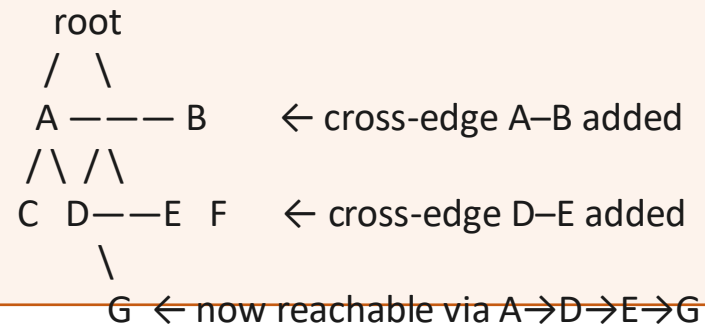 root
/ \
A ——— B ← cross-edge A–B added
/\ /\
C D——E F ← cross-edge D–E added
\
G ← now reachable via A→D→E→G